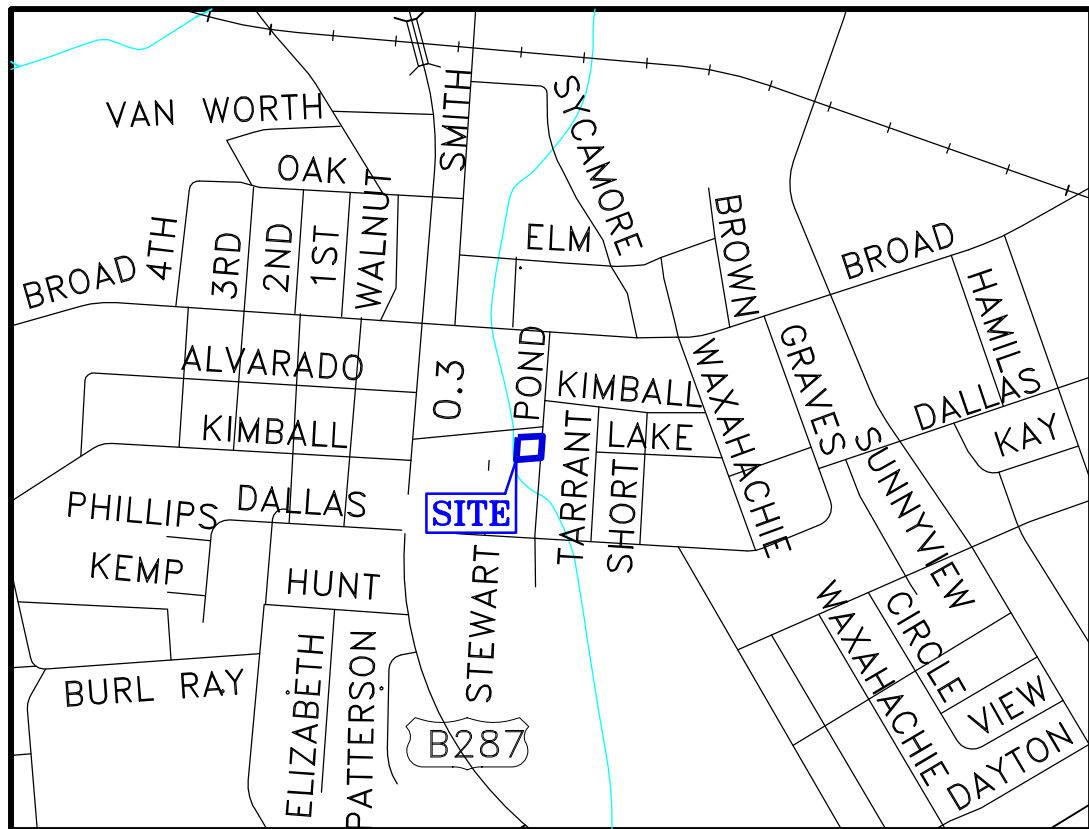 VAN WORTH
SMITH
SYCAMORE
OAK
WALNUT
4TH
3RD
2ND
1ST
ELM
BROWN
BROAD
BROAD
HAMIL
ALVARADO
0.3
POND
KIMBALL
WAXAHACHIE
GRAVES
DALLAS
KAY
KIMBALL
TARRANT
LAKE
SHORT
SUNNYVIEW
PHILLIPS
DALLAS
SITE
KEMP
HUNT
STEWART
WAXAHACHIE
CIRCLE
BURL RAY
ELIZABETH
PATTERSON
B287
VIEW
DAYTON